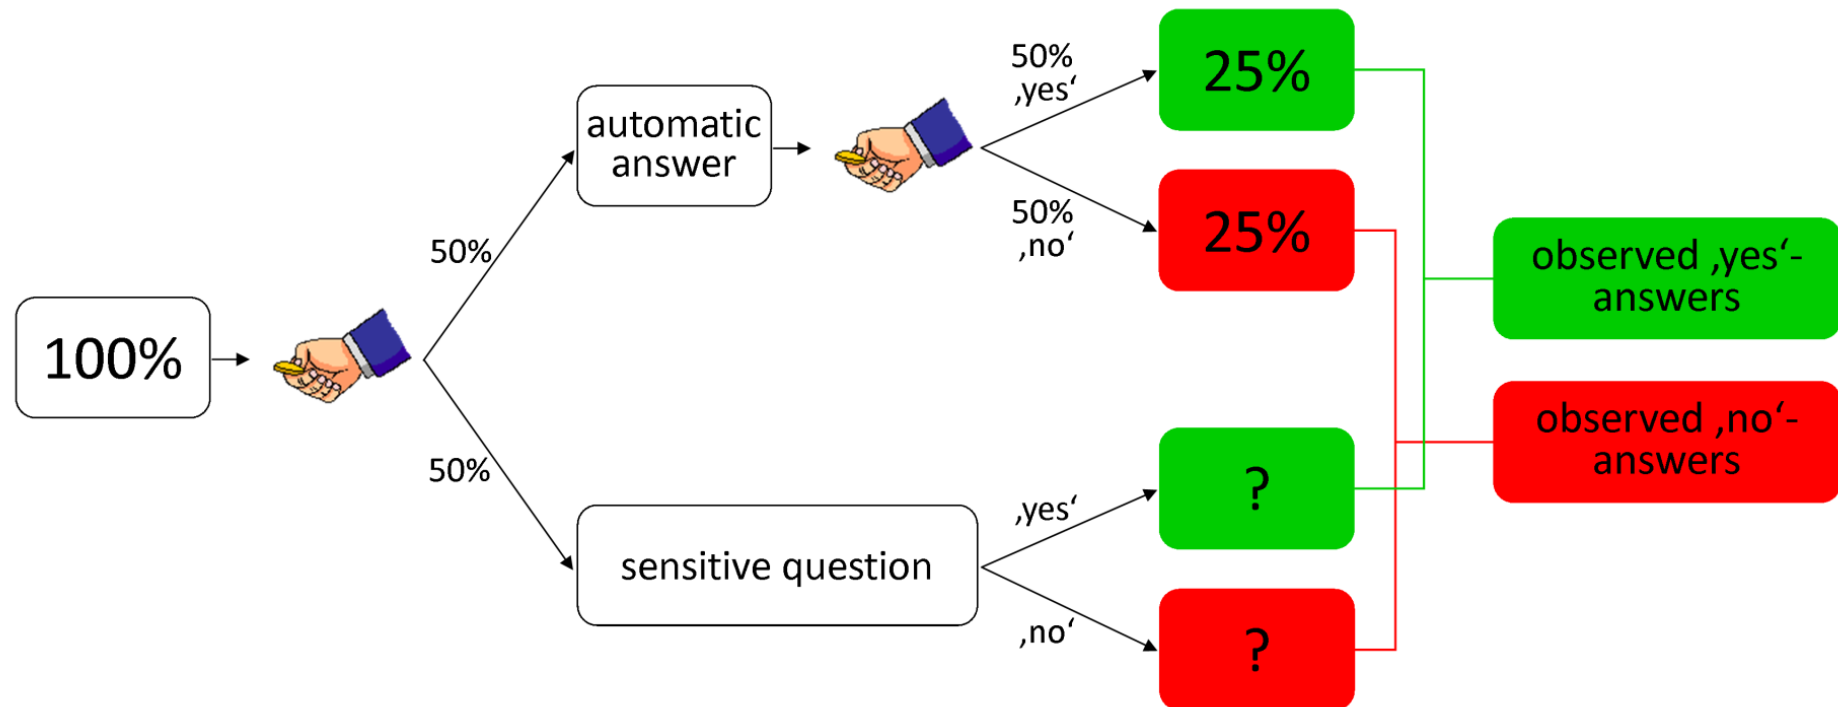 100%
50%
50%
automatic
answer
50%
‚yes‘
50%
‚no‘
25%
25%
sensitive question
‚yes‘
‚no‘
?
?
observed ‚yes‘-
answers
observed ‚no‘-
answers